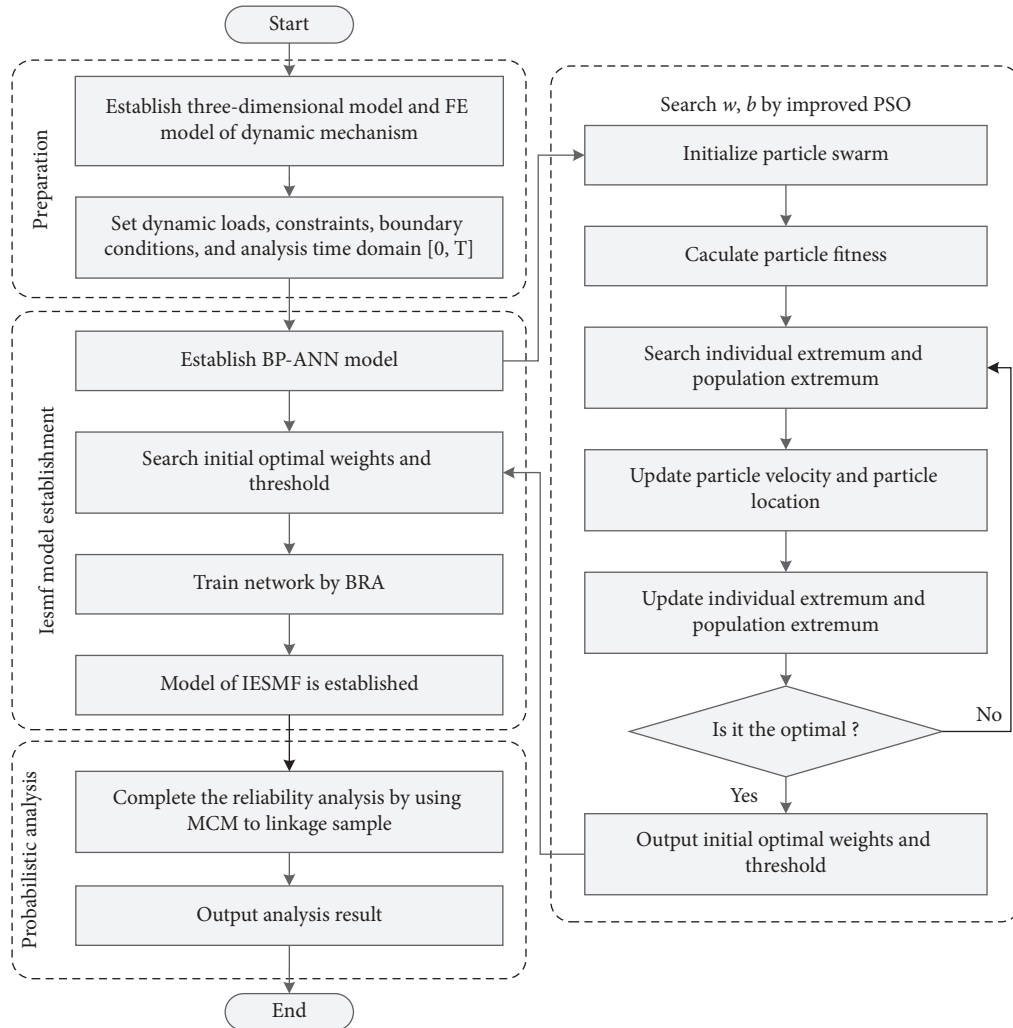 Start
Preparation
Establish three-dimensional model and FE
model of dynamic mechanism
Set dynamic loads, constraints, boundary
conditions, and analysis time domain [0, T]
Iesmf model establishment
Establish BP-ANN model
Search initial optimal weights and
threshold
Train network by BRA
Model of IESMF is established
Probabilistic analysis
Complete the reliability analysis by using
MCM to linkage sample
Output analysis result
End
Search w, b by improved PSO
Initialize particle swarm
Caculate particle fitness
Search individual extremum and
population extremum
Update particle velocity and particle
location
Update individual extremum and
population extremum
Is it the optimal ?
No
Yes
Output initial optimal weights and
threshold